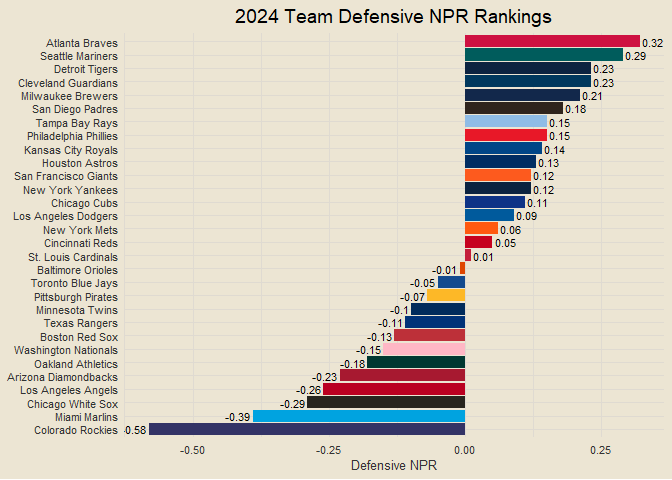 2024 Team Defensive NPR Rankings
Atlanta Braves 0.32
Seattle Mariners 0.29
Detroit Tigers 0.23
Cleveland Guardians 0.23
Milwaukee Brewers 0.21
San Diego Padres 0.18
Tampa Bay Rays 0.15
Philadelphia Phillies 0.15
Kansas City Royals 0.14
Houston Astros 0.13
San Francisco Giants 0.12
New York Yankees 0.12
Chicago Cubs 0.11
Los Angeles Dodgers 0.09
New York Mets 0.06
Cincinnati Reds 0.05
St. Louis Cardinals 0.01
Baltimore Orioles -0.01
Toronto Blue Jays -0.05
Pittsburgh Pirates -0.07
Minnesota Twins -0.1
Texas Rangers -0.11
Boston Red Sox -0.13
Washington Nationals -0.15
Oakland Athletics -0.18
Arizona Diamondbacks -0.23
Los Angeles Angels -0.26
Chicago White Sox -0.29
Miami Marlins -0.39
Colorado Rockies 0.58
-0.50 -0.25 0.00 0.25
Defensive NPR